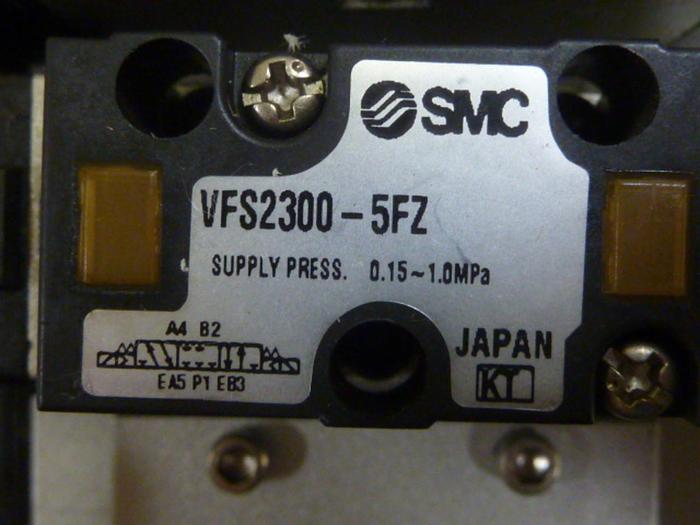 SMC
VFS2300-5FZ
SUPPLY PRESS. 0.15~1.0MPa
A4 B2
EA5 P1 EB3
JAPAN
KT